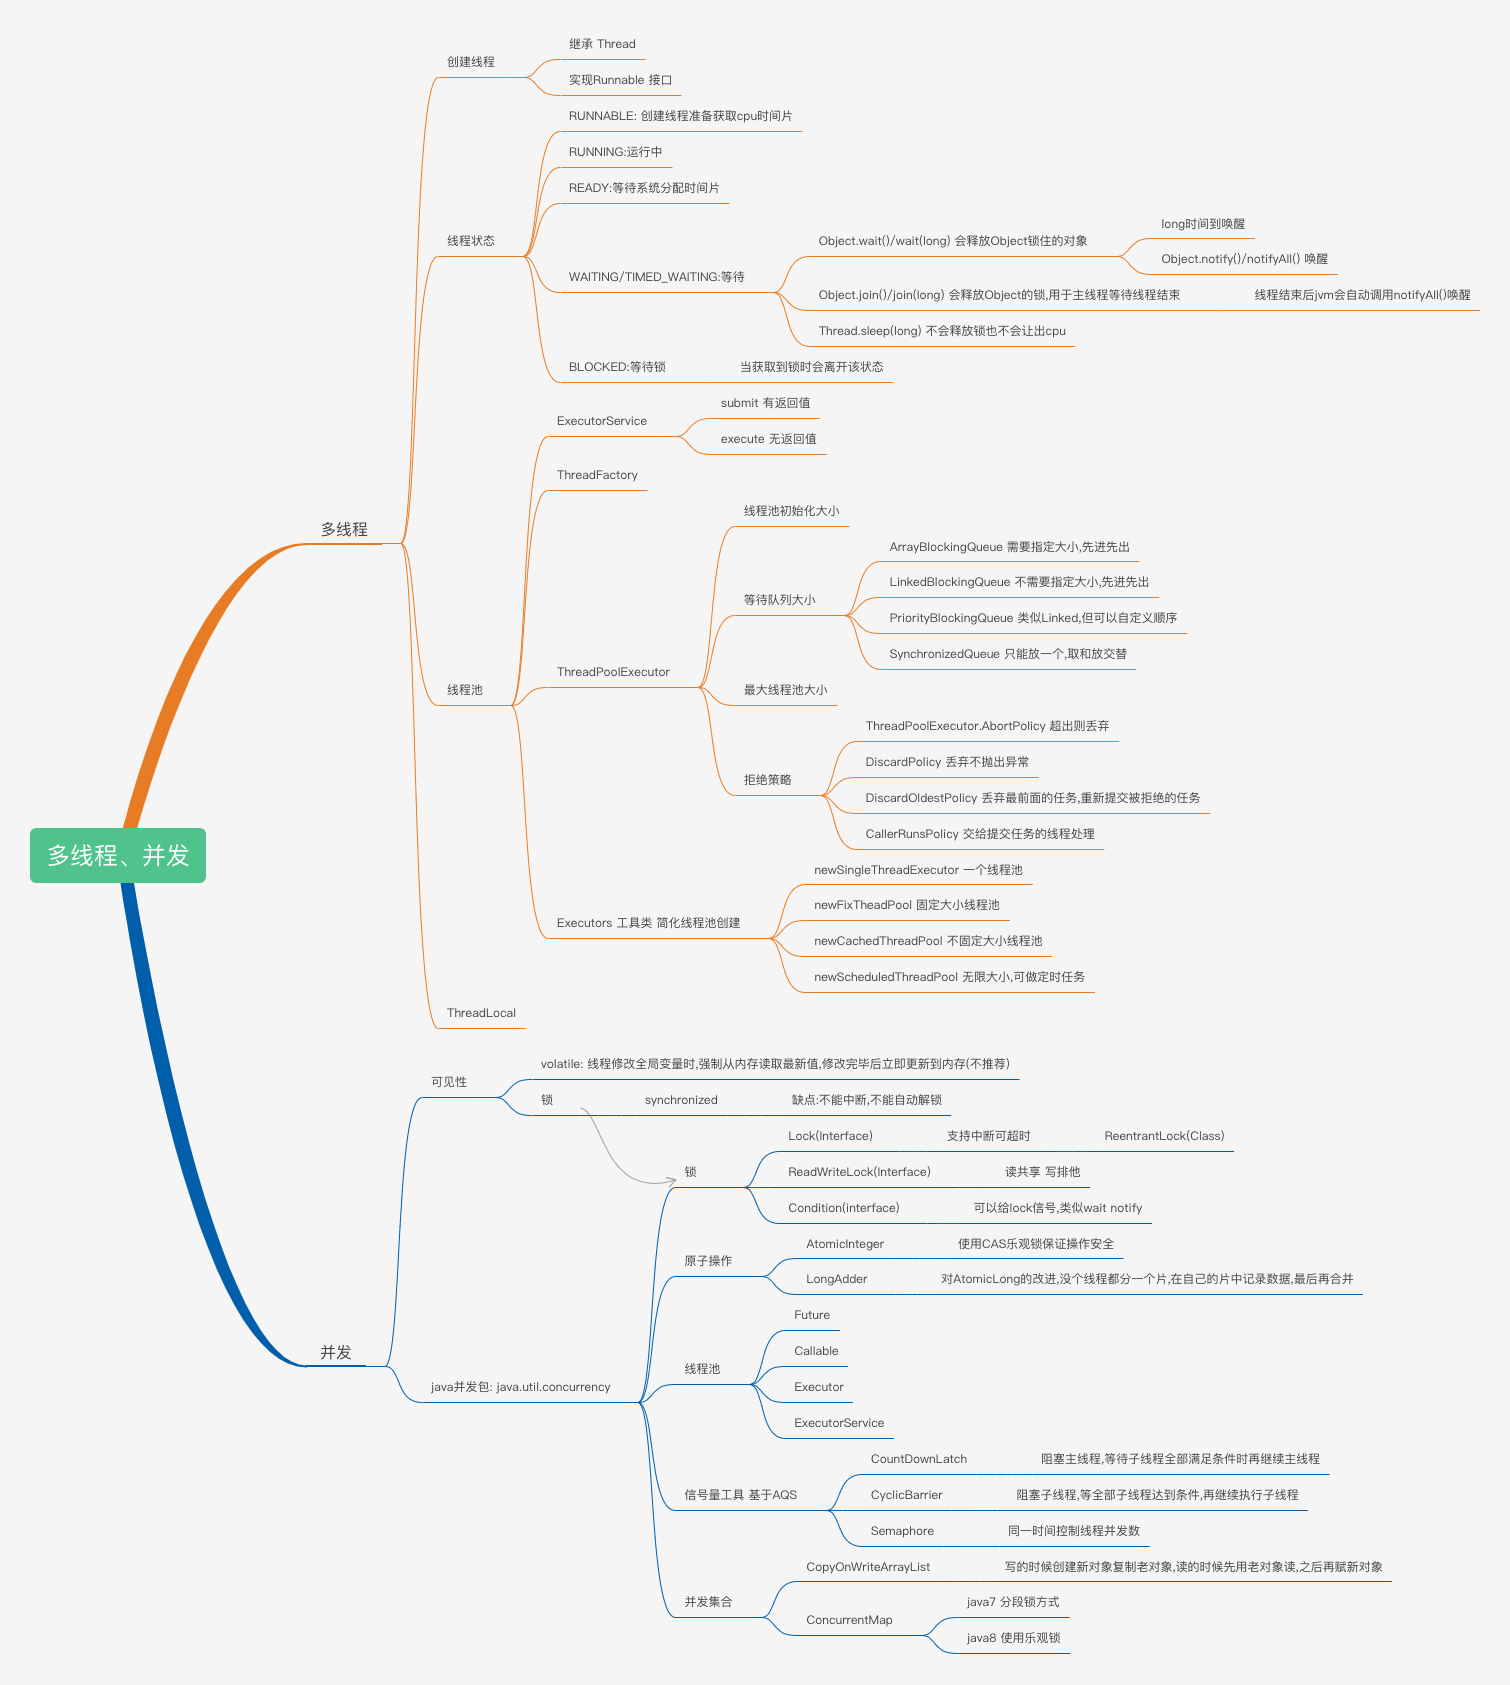 多线程、并发
多线程
创建线程
继承 Thread
实现Runnable 接口
线程状态
RUNNABLE: 创建线程准备获取cpu时间片
RUNNING:运行中
READY:等待系统分配时间片
WAITING/TIMED_WAITING:等待
Object.wait()/wait(long) 会释放Object锁住的对象
long时间到唤醒
Object.notify()/notifyAll() 唤醒
Object.join()/join(long) 会释放Object的锁,用于主线程等待线程结束
线程结束后jvm会自动调用notifyAll()唤醒
Thread.sleep(long) 不会释放锁也不会让出cpu
BLOCKED:等待锁
当获取到锁时会离开该状态
线程池
ExecutorService
submit 有返回值
execute 无返回值
ThreadFactory
ThreadPoolExecutor
线程池初始化大小
等待队列大小
ArrayBlockingQueue 需要指定大小,先进先出
LinkedBlockingQueue 不需要指定大小,先进先出
PriorityBlockingQueue 类似Linked,但可以自定义顺序
SynchronizedQueue 只能放一个,取和放交替
最大线程池大小
拒绝策略
ThreadPoolExecutor.AbortPolicy 超出则丢弃
DiscardPolicy 丢弃不抛出异常
DiscardOldestPolicy 丢弃最前面的任务,重新提交被拒绝的任务
CallerRunsPolicy 交给提交任务的线程处理
Executors 工具类 简化线程池创建
newSingleThreadExecutor 一个线程池
newFixTheadPool 固定大小线程池
newCachedThreadPool 不固定大小线程池
newScheduledThreadPool 无限大小,可做定时任务
ThreadLocal
并发
可见性
volatile: 线程修改全局变量时,强制从内存读取最新值,修改完毕后立即更新到内存(不推荐)
锁
synchronized
缺点:不能中断,不能自动解锁
java并发包: java.util.concurrency
锁
Lock(Interface)
支持中断可超时
ReentrantLock(Class)
ReadWriteLock(Interface)
读共享 写排他
Condition(interface)
可以给lock信号,类似wait notify
原子操作
AtomicInteger
使用CAS乐观锁保证操作安全
LongAdder
对AtomicLong的改进,没个线程都分一个片,在自己的片中记录数据,最后再合并
线程池
Future
Callable
Executor
ExecutorService
信号量工具 基于AQS
CountDownLatch
阻塞主线程,等待子线程全部满足条件时再继续主线程
CyclicBarrier
阻塞子线程,等全部子线程达到条件,再继续执行子线程
Semaphore
同一时间控制线程并发数
并发集合
CopyOnWriteArrayList
写的时候创建新对象复制老对象,读的时候先用老对象读,之后再赋新对象
ConcurrentMap
java7 分段锁方式
java8 使用乐观锁